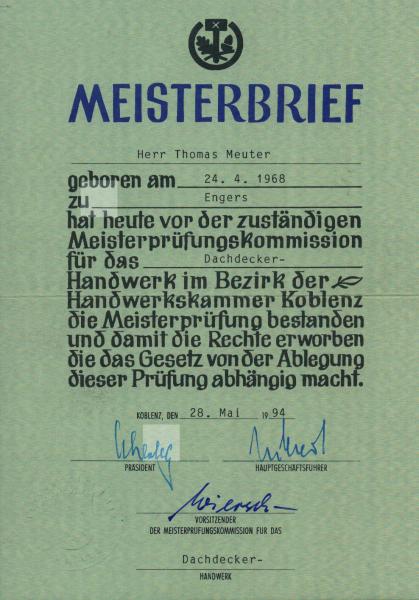 MEISTERBRIEF
Herr Thomas Meuter
geboren am 24. 4. 1968
zu Engers
hat heute vor der zuständigen
Meisterprüfungskommission
für das Dachdecker-
Handwerk im Bezirk der
Handwerkskammer Koblenz
die Meisterprüfung bestanden
und damit die Rechte erworben
die das Gesetz von der Ablegung
dieser Prüfung abhängig macht.
KOBLENZ, DEN 28. Mai 19 94
PRÄSIDENT HAUPTGESCHÄFTSFÜHRER
VORSITZENDER
DER MEISTERPRÜFUNGSKOMMISSION FÜR DAS
Dachdecker-
HANDWERK